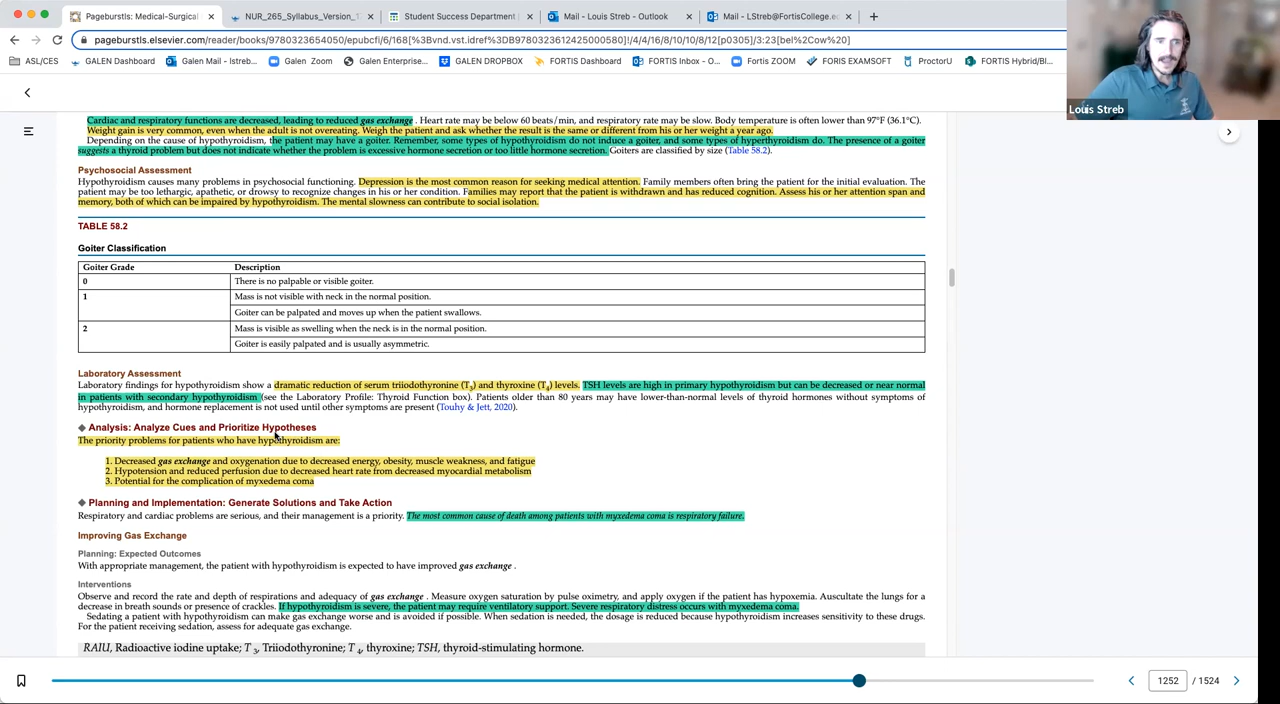 Pageburstls: Medical-Surgical
NUR_265_Syllabus_Version_1
Student Success Department
Mail - Louis Streb - Outlook
Mail - LStreb@FortisCollege.e
pageburstls.elsevier.com/reader/books/9780323654050/epubcfi/6/168[%3Bvnd.vst.idref%3DB9780323612425000580]!/4/4/16/8/10/10/8/12[p0305]/3:23[bel%2Cow%20]
ASL/CES
GALEN Dashboard
Galen Mail - lstreb...
Galen Zoom
Galen Enterprise...
GALEN DROPBOX
FORTIS Dashboard
FORTIS Inbox - O...
Fortis ZOOM
FORIS EXAMSOFT
ProctorU
FORTIS Hybrid/Bl...
Louis Streb
Cardiac and respiratory functions are decreased, leading to reduced gas exchange . Heart rate may be below 60 beats/min, and respiratory rate may be slow. Body temperature is often lower than 97°F (36.1°C).
Weight gain is very common, even when the adult is not overeating. Weigh the patient and ask whether the result is the same or different from his or her weight a year ago.
Depending on the cause of hypothyroidism, the patient may have a goiter. Remember, some types of hypothyroidism do not induce a goiter, and some types of hyperthyroidism do. The presence of a goiter
suggests a thyroid problem but does not indicate whether the problem is excessive hormone secretion or too little hormone secretion. Goiters are classified by size (Table 58.2).
Psychosocial Assessment
Hypothyroidism causes many problems in psychosocial functioning. Depression is the most common reason for seeking medical attention. Family members often bring the patient for the initial evaluation. The
patient may be too lethargic, apathetic, or drowsy to recognize changes in his or her condition. Families may report that the patient is withdrawn and has reduced cognition. Assess his or her attention span and
memory, both of which can be impaired by hypothyroidism. The mental slowness can contribute to social isolation.
TABLE 58.2
Goiter Classification
Goiter Grade Description
0 There is no palpable or visible goiter.
1 Mass is not visible with neck in the normal position.
Goiter can be palpated and moves up when the patient swallows.
2 Mass is visible as swelling when the neck is in the normal position.
Goiter is easily palpated and is usually asymmetric.
Laboratory Assessment
Laboratory findings for hypothyroidism show a dramatic reduction of serum triiodothyronine (T3) and thyroxine (T4) levels. TSH levels are high in primary hypothyroidism but can be decreased or near normal
in patients with secondary hypothyroidism (see the Laboratory Profile: Thyroid Function box). Patients older than 80 years may have lower-than-normal levels of thyroid hormones without symptoms of
hypothyroidism, and hormone replacement is not used until other symptoms are present (Touhy & Jett, 2020).
◆ Analysis: Analyze Cues and Prioritize Hypotheses
The priority problems for patients who have hypothyroidism are:
1. Decreased gas exchange and oxygenation due to decreased energy, obesity, muscle weakness, and fatigue
2. Hypotension and reduced perfusion due to decreased heart rate from decreased myocardial metabolism
3. Potential for the complication of myxedema coma
◆ Planning and Implementation: Generate Solutions and Take Action
Respiratory and cardiac problems are serious, and their management is a priority. The most common cause of death among patients with myxedema coma is respiratory failure.
Improving Gas Exchange
Planning: Expected Outcomes
With appropriate management, the patient with hypothyroidism is expected to have improved gas exchange .
Interventions
Observe and record the rate and depth of respirations and adequacy of gas exchange . Measure oxygen saturation by pulse oximetry, and apply oxygen if the patient has hypoxemia. Auscultate the lungs for a
decrease in breath sounds or presence of crackles. If hypothyroidism is severe, the patient may require ventilatory support. Severe respiratory distress occurs with myxedema coma.
Sedating a patient with hypothyroidism can make gas exchange worse and is avoided if possible. When sedation is needed, the dosage is reduced because hypothyroidism increases sensitivity to these drugs.
For the patient receiving sedation, assess for adequate gas exchange.
RAIU, Radioactive iodine uptake; T 3, Triiodothyronine; T 4, thyroxine; TSH, thyroid-stimulating hormone.
1252 / 1524